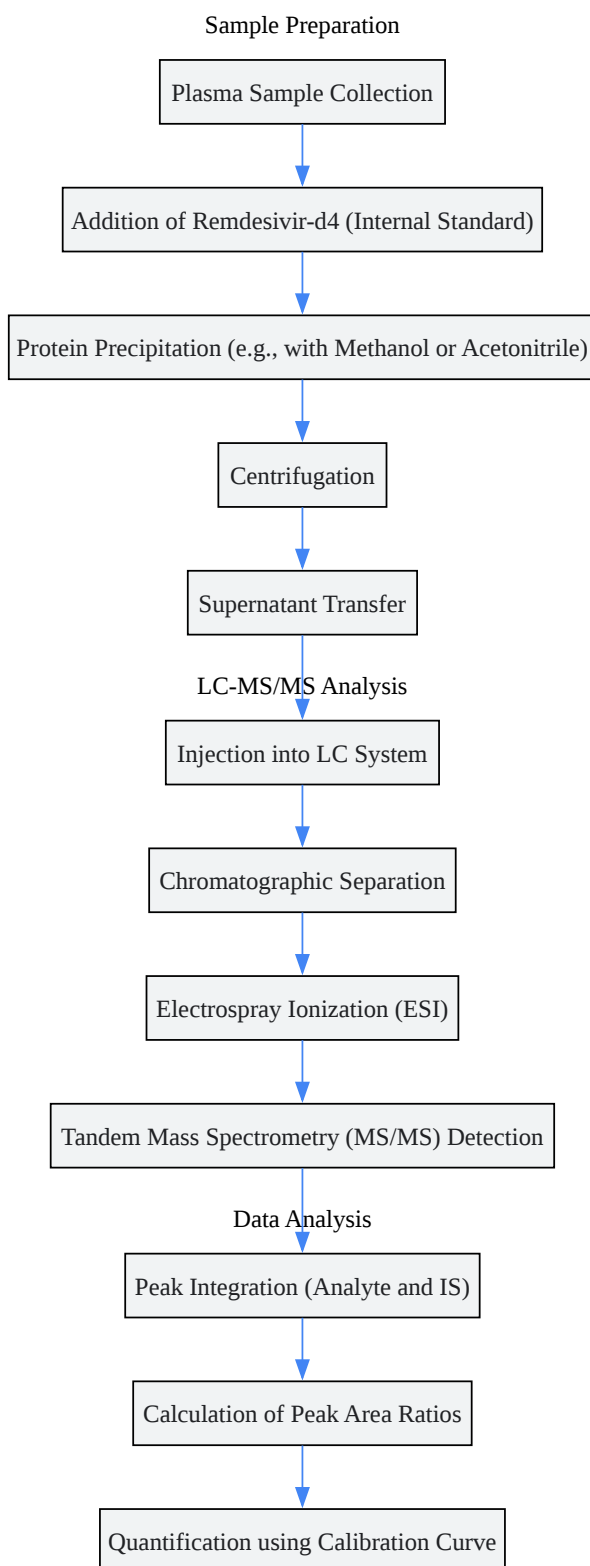 Sample Preparation
Plasma Sample Collection
Addition of Remdesivir-d4 (Internal Standard)
Protein Precipitation (e.g., with Methanol or Acetonitrile)
Centrifugation
Supernatant Transfer
LC-MS/MS Analysis
Injection into LC System
Chromatographic Separation
Electrospray Ionization (ESI)
Tandem Mass Spectrometry (MS/MS) Detection
Data Analysis
Peak Integration (Analyte and IS)
Calculation of Peak Area Ratios
Quantification using Calibration Curve